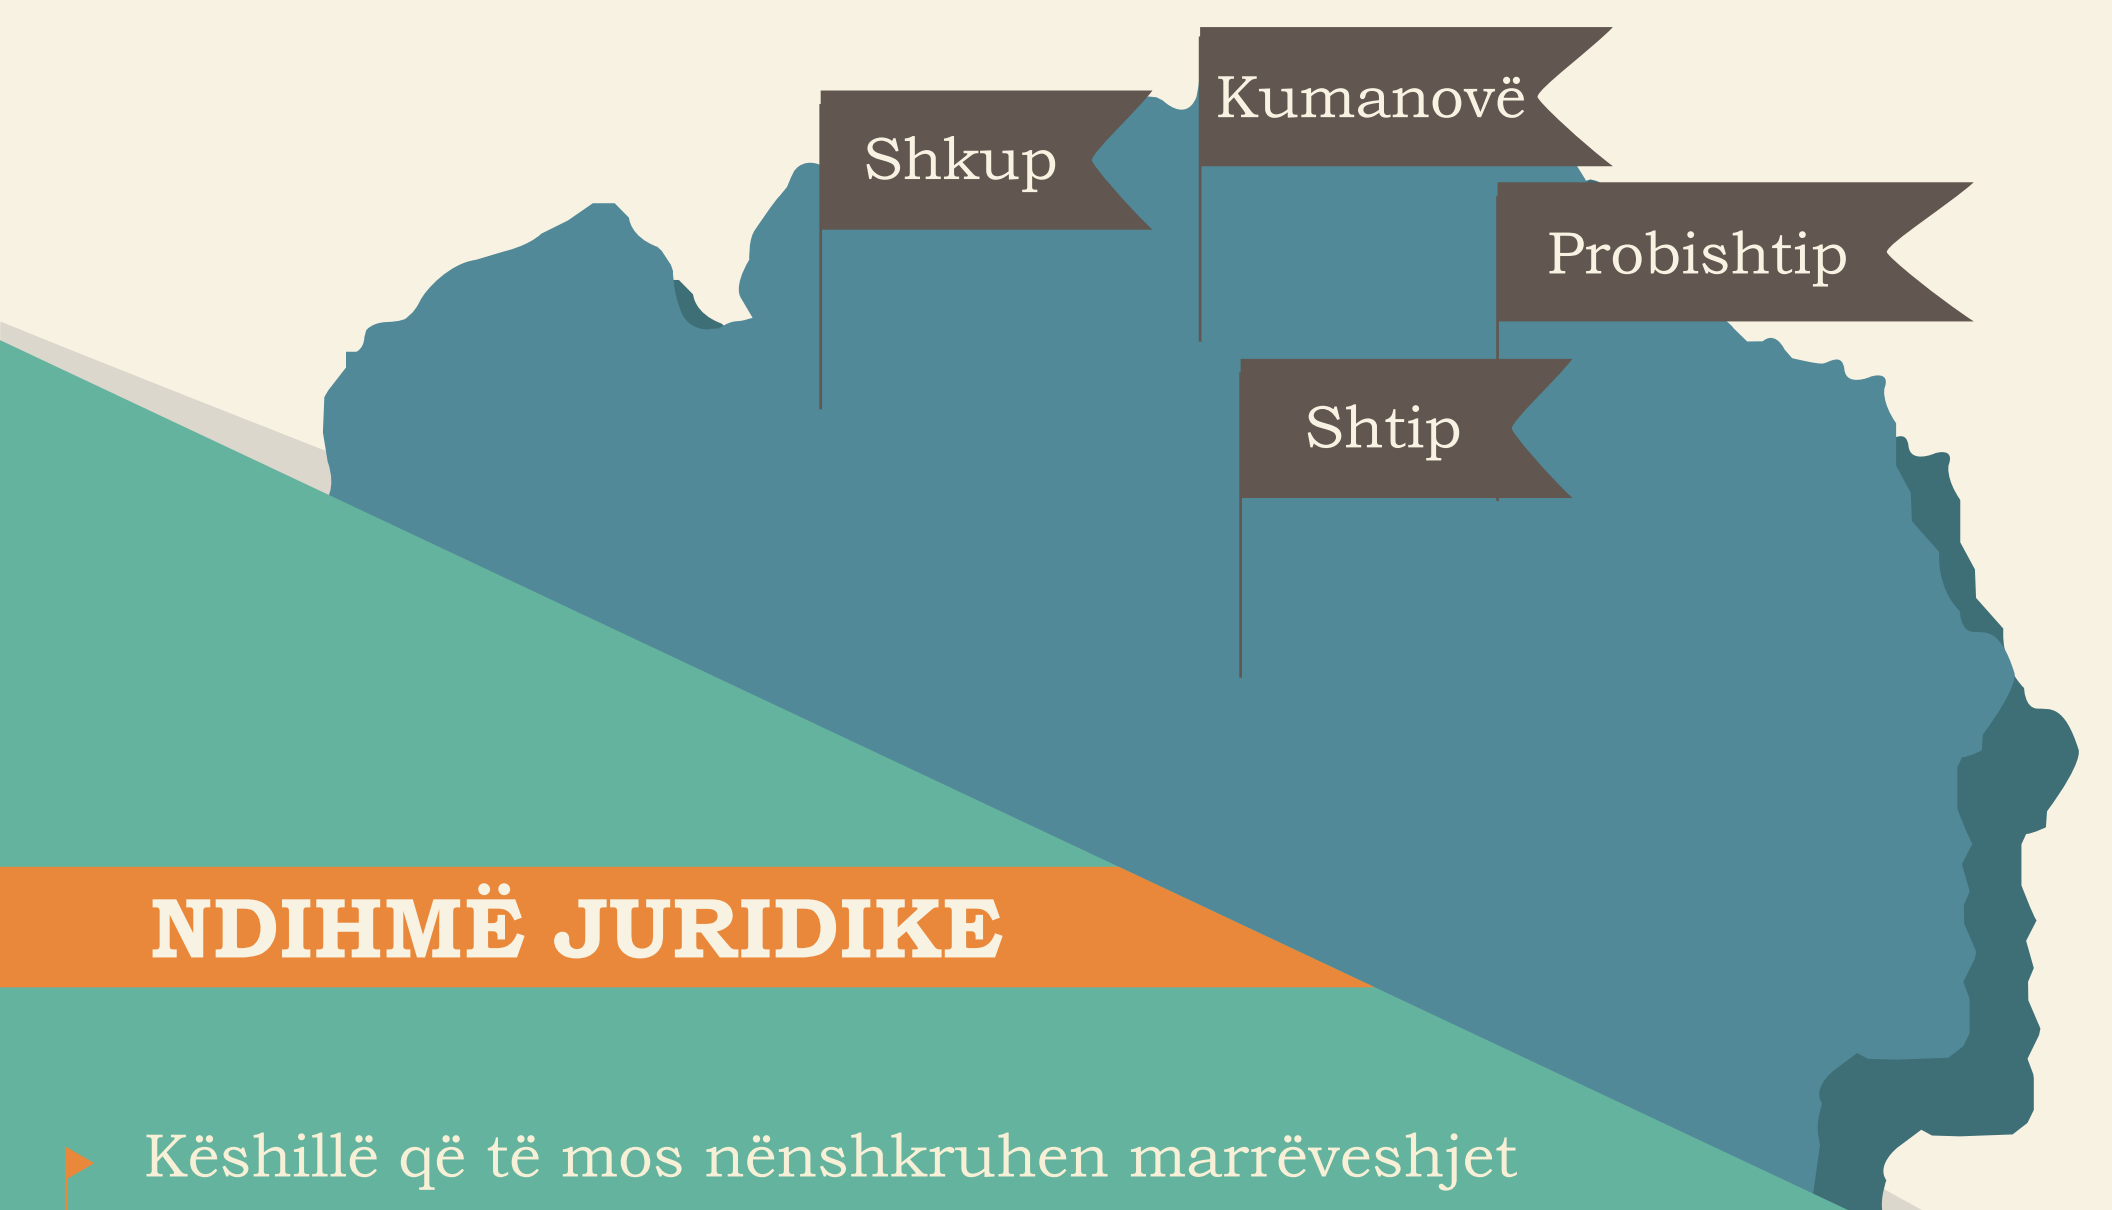 Kumanovë
Shkup
Probishtip
Shtip
NDIHMË JURIDIKE
Këshillë që të mos nënshkruhen marrëveshjet